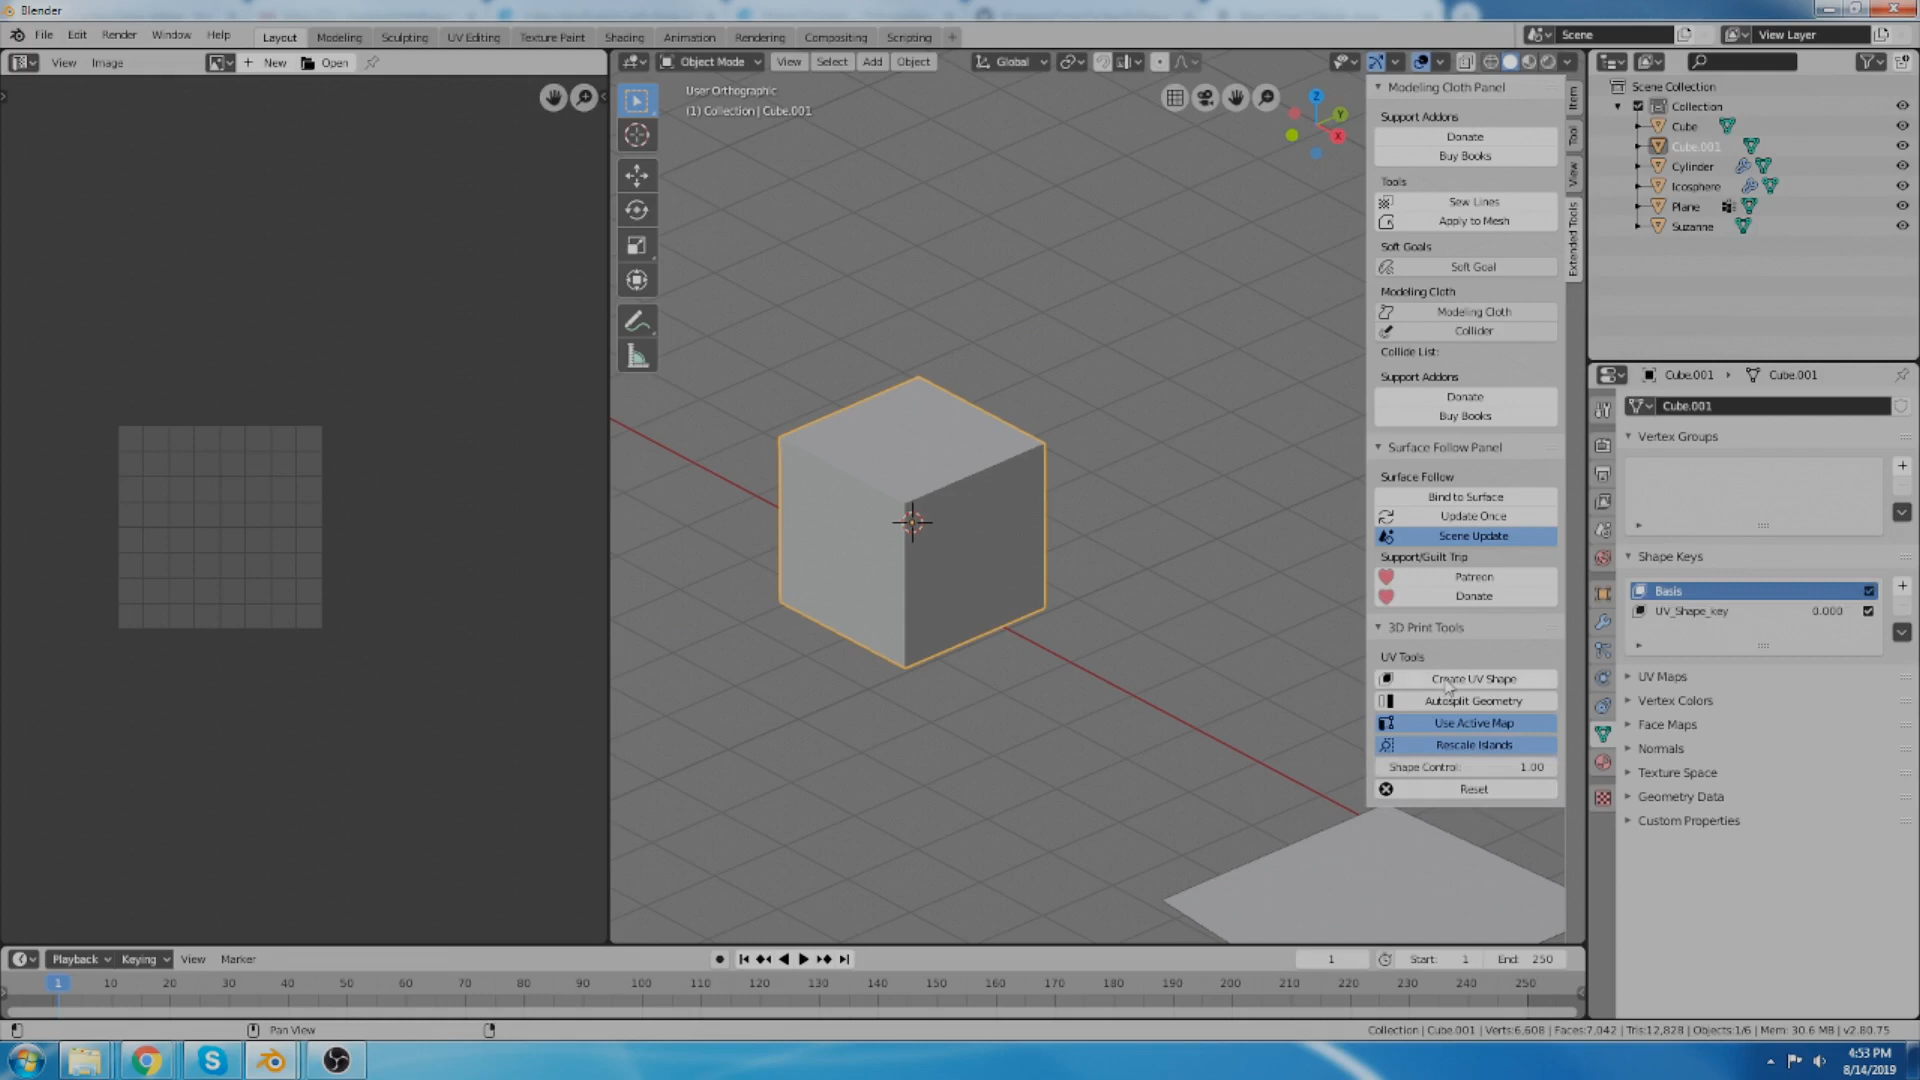 Blender
File Edit Render Window Help Layout Modeling Sculpting UV Editing Texture Paint Shading Animation Rendering Compositing Scripting + Scene View Layer
View Image + New Open
Object Mode View Select Add Object Global
User Orthographic
(1) Collection | Cube.001
Z
Y
X
Modeling Cloth Panel
Support Addons
Donate
Buy Books
Tools
Sew Lines
Apply to Mesh
Soft Goals
Soft Goal
Modeling Cloth
Modeling Cloth
Collider
Collide List:
Support Addons
Donate
Buy Books
Surface Follow Panel
Surface Follow
Bind to Surface
Update Once
Scene Update
Support/Guilt Trip
Patreon
Donate
3D Print Tools
UV Tools
Create UV Shape
Autosplit Geometry
Use Active Map
Rescale Islands
Shape Control: 1.00
Reset
Item
Tool
View
Extended Tools
Scene Collection
Collection
Cube
Cube.001
Cylinder
Icosphere
Plane
Suzanne
Cube.001 Cube.001
Cube.001
Vertex Groups
Shape Keys
Basis
UV_Shape_key 0.000
UV Maps
Vertex Colors
Face Maps
Normals
Texture Space
Geometry Data
Custom Properties
Playback Keying View Marker 1 Start: 1 End: 250
1 10 20 30 40 50 60 70 80 90 100 110 120 130 140 150 160 170 180 190 200 210 220 230 240 250
Pan View
Collection | Cube.001 | Verts:6,608 | Faces:7,042 | Tris:12,828 | Objects:1/6 | Mem: 30.6 MB | v2.80.75
4:53 PM
8/14/2019